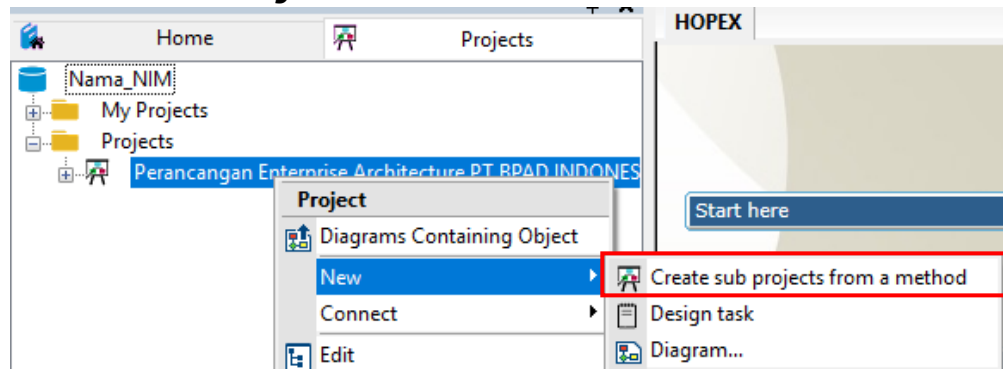 HOPEX
Home
Projects
Nama_NIM
My Projects
Projects
Perancangan Enterprise Architecture PT BPAD INDONES
Project
Start here
Diagrams Containing Object
New
Create sub projects from a method
Connect
Design task
Edit
Diagram...